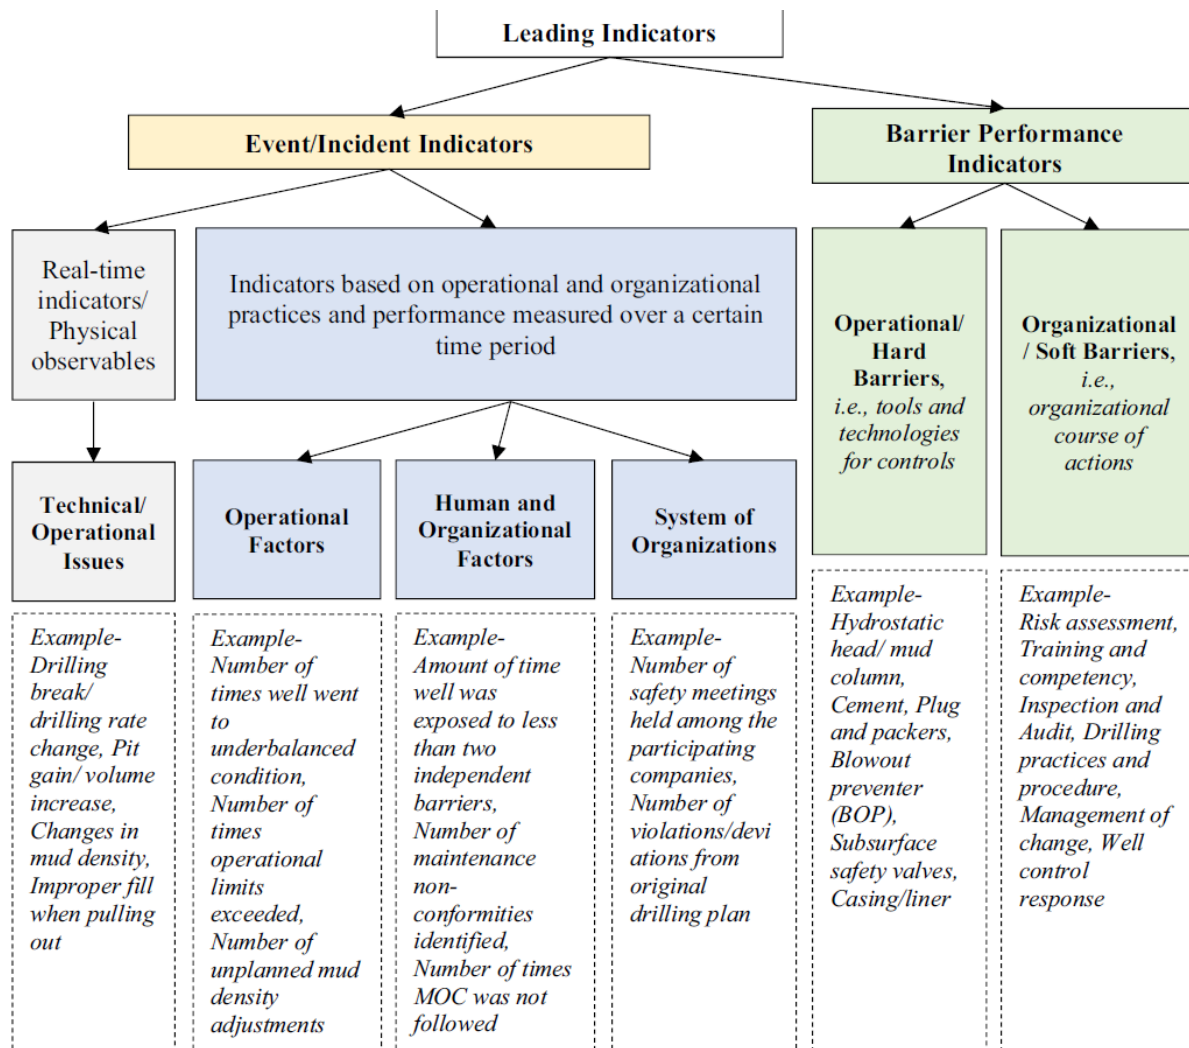 Leading Indicators
Event/Incident Indicators
Barrier Performance
Indicators
Real-time
indicators/
Physical
observables
Indicators based on operational and organizational
practices and performance measured over a certain
time period
Operational/
Hard
Barriers,
i.e., tools and
technologies
for controls
Organizational
/ Soft Barriers,
i.e.,
organizational
course of
actions
Technical/
Operational
Issues
Operational
Factors
Human and
Organizational
Factors
System of
Organizations
Example-
Drilling
break/
drilling rate
change, Pit
gain/ volume
increase,
Changes in
mud density,
Improper fill
when pulling
out
Example-
Number of
times well went
to
underbalanced
condition,
Number of
times
operational
limits
exceeded,
Number of
unplanned mud
density
adjustments
Example-
Amount of time
well was
exposed to less
than two
independent
barriers,
Number of
maintenance
non-
conformities
identified,
Number of times
MOC was not
followed
Example-
Number of
safety meetings
held among the
participating
companies,
Number of
violations/devi
ations from
original
drilling plan
Example-
Hydrostatic
head/ mud
column,
Cement, Plug
and packers,
Blowout
preventer
(BOP),
Subsurface
safety valves,
Casing/liner
Example-
Risk assessment,
Training and
competency,
Inspection and
Audit, Drilling
practices and
procedure,
Management of
change, Well
control
response